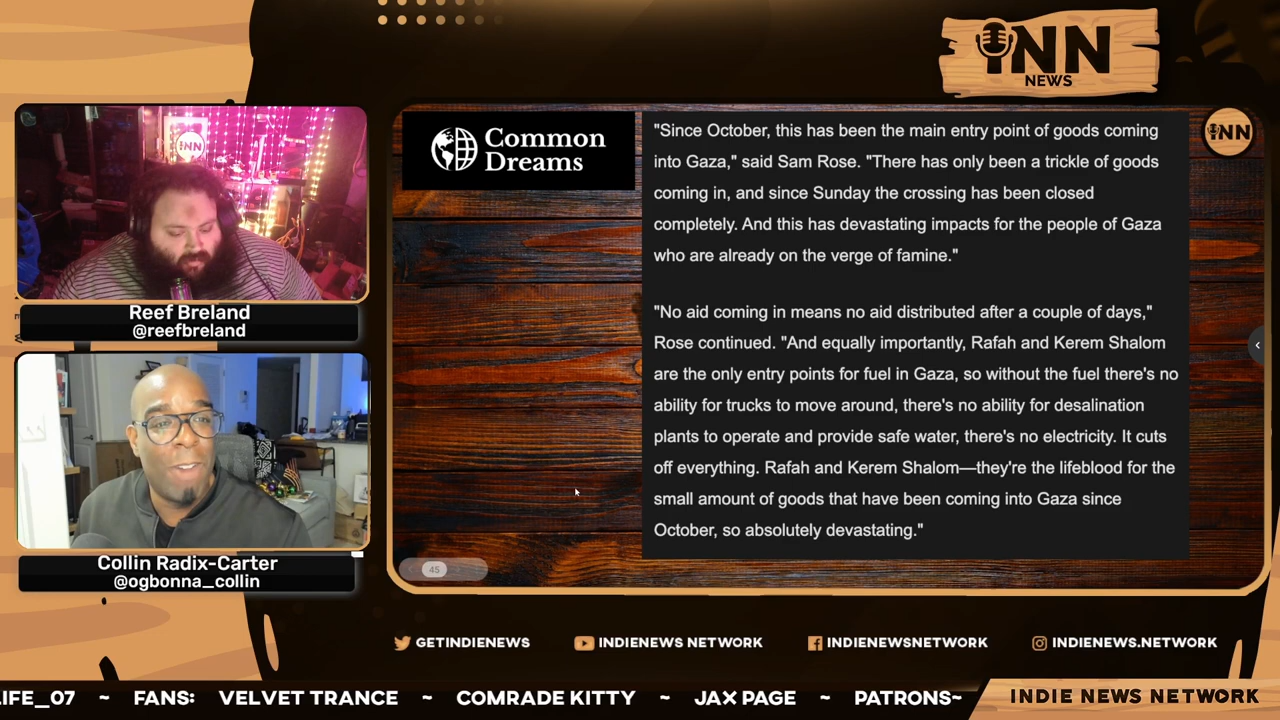 INN
NEWS
INN
Common
Dreams
"Since October, this has been the main entry point of goods coming
into Gaza," said Sam Rose. "There has only been a trickle of goods
coming in, and since Sunday the crossing has been closed
completely. And this has devastating impacts for the people of Gaza
who are already on the verge of famine."
"No aid coming in means no aid distributed after a couple of days,"
Rose continued. "And equally importantly, Rafah and Kerem Shalom
are the only entry points for fuel in Gaza, so without the fuel there's no
ability for trucks to move around, there's no ability for desalination
plants to operate and provide safe water, there's no electricity. It cuts
off everything. Rafah and Kerem Shalom—they're the lifeblood for the
small amount of goods that have been coming into Gaza since
October, so absolutely devastating."
INN
Reef Breland
@reefbreland
Collin Radix-Carter
@ogbonna_collin
45
GETINDIENEWS
INDIENEWS NETWORK
INDIENEWSNETWORK
INDIENEWS.NETWORK
LIFE_07 ~ FANS: VELVET TRANCE ~ COMRADE KITTY ~ JAX PAGE ~ PATRONS~
INDIE NEWS NETWORK